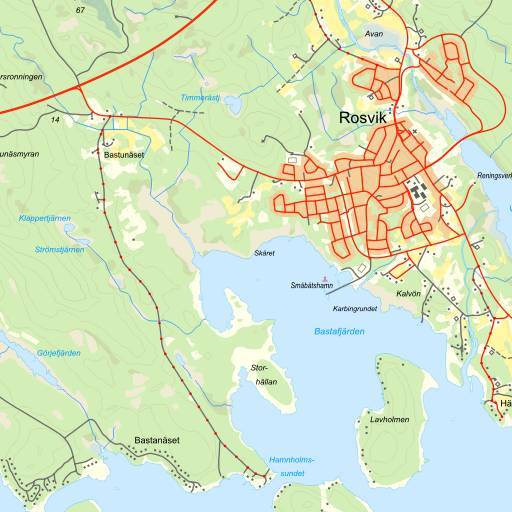 67
Avan
rsronningen
Timmeråstj
14
Rosvik
unäsmyran
Bastunäset
Reningsverk
Klappertjärnen
Strömstjärnen
Skäret
Småbåtshamn
Kalvön
Karbingrundet
Bastafjärden
Görjefjärden
Stor-
hällan
Hä
Lavholmen
Bastanäset
Hamnholms-
sundet